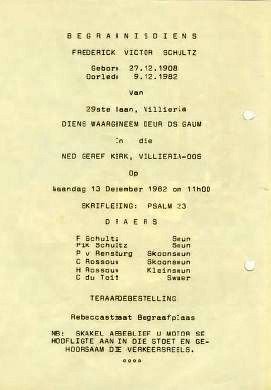 BEGRAFNISDIENS
FREDERICK VICTOR SCHULTZ
Gebore 27.12.1908
Oorlede 9.12.1982
van
29ste Laan, Villieria
DIENS WAARGENEEM DEUR DS GAUM
in die
NED GEREF KERK, VILLIERIA-OOS
Op
Maandag 13 Desember 1982 om 11h00
SKRIFLESING: PSALM 23
DRAERS
F Schultz Seun
Piet Schultz Seun
P v Rensburg Skoonseun
C Rossouw Skoonseun
H Rossouw Kleinseun
C du Toit Swaer
TERAARDEBESTELLING
Rebeccastraat Begraafplaas
NB: SKAKEL ASSEBLIEF U MOTOR SE
HOOFLIGTE AAN IN DIE STOET EN GE-
HOORSAAM DIE VERKEERSREELS.
****